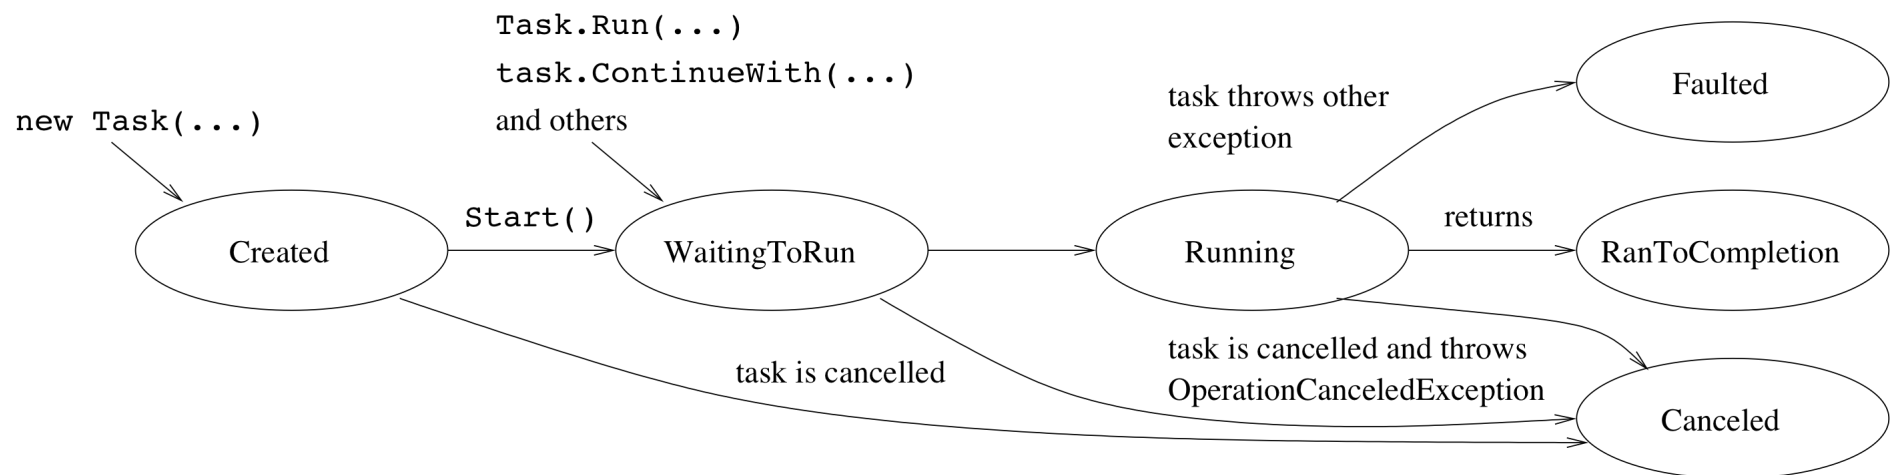 Task.Run(...)
task.ContinueWith(...)
and others
new Task(...)
task throws other
exception
Faulted
Start()
returns
Created
WaitingToRun
Running
RanToCompletion
task is cancelled
task is cancelled and throws
OperationCanceledException
Canceled